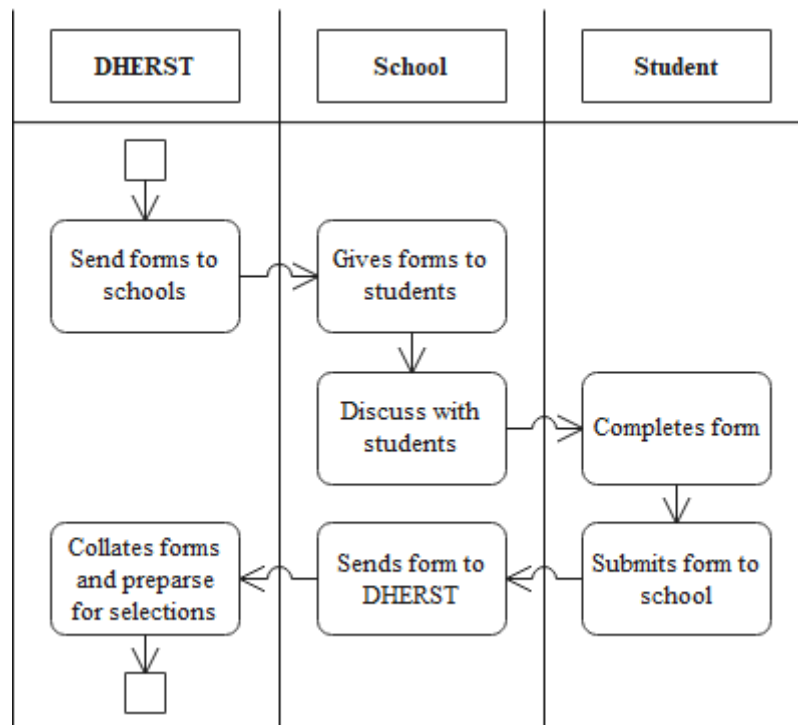 DHERST
School
Student
Send forms to
schools
Gives forms to
students
Discuss with
students
Completes form
Collates forms
and preparse
for selections
Sends form to
DHERST
Submits form to
school